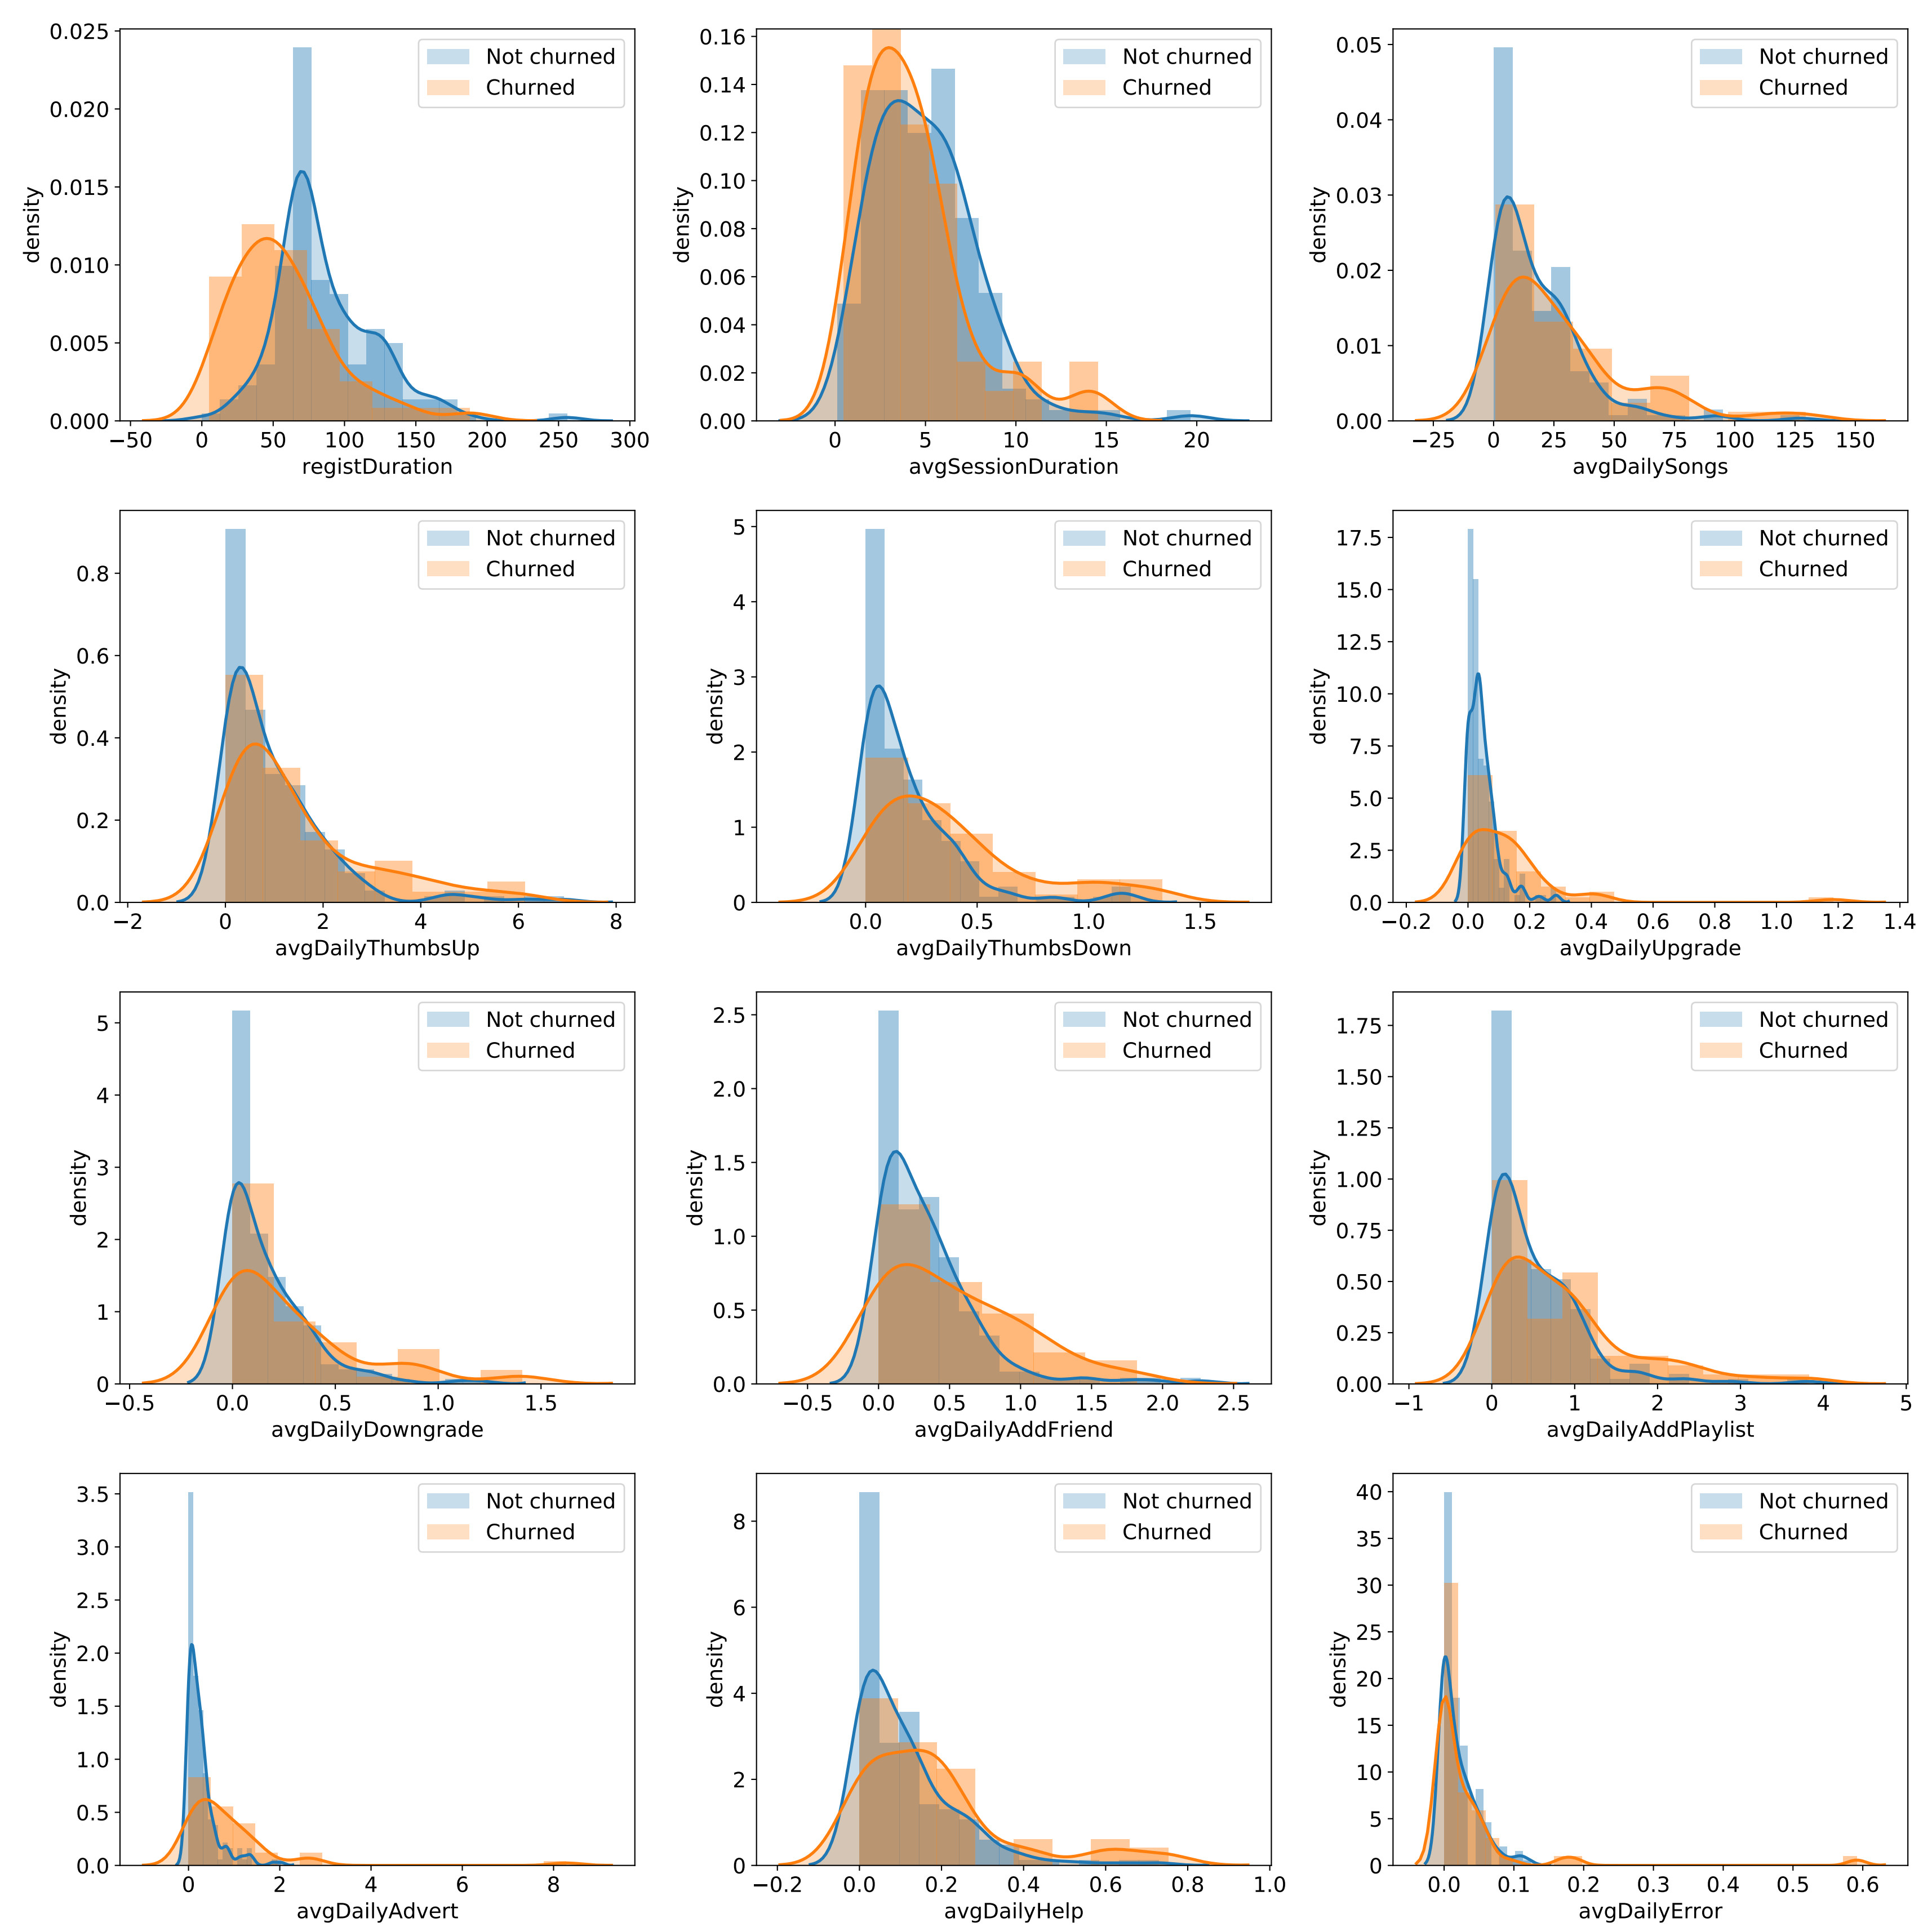 0.025
0.020
0.015
0.010
0.005
0.000
density
−50 0 50 100 150 200 250 300
registDuration
Not churned
Churned
0.16
0.14
0.12
0.10
0.08
0.06
0.04
0.02
0.00
density
0 5 10 15 20
avgSessionDuration
Not churned
Churned
0.05
0.04
0.03
0.02
0.01
0.00
density
−25 0 25 50 75 100 125 150
avgDailySongs
Not churned
Churned
0.8
0.6
0.4
0.2
0.0
density
−2 0 2 4 6 8
avgDailyThumbsUp
Not churned
Churned
5
4
3
2
1
0
density
0.0 0.5 1.0 1.5
avgDailyThumbsDown
Not churned
Churned
17.5
15.0
12.5
10.0
7.5
5.0
2.5
0.0
density
−0.2 0.0 0.2 0.4 0.6 0.8 1.0 1.2 1.4
avgDailyUpgrade
Not churned
Churned
5
4
3
2
1
0
density
−0.5 0.0 0.5 1.0 1.5
avgDailyDowngrade
Not churned
Churned
2.5
2.0
1.5
1.0
0.5
0.0
density
−0.5 0.0 0.5 1.0 1.5 2.0 2.5
avgDailyAddFriend
Not churned
Churned
1.75
1.50
1.25
1.00
0.75
0.50
0.25
0.00
density
−1 0 1 2 3 4 5
avgDailyAddPlaylist
Not churned
Churned
3.5
3.0
2.5
2.0
1.5
1.0
0.5
0.0
density
0 2 4 6 8
avgDailyAdvert
Not churned
Churned
8
6
4
2
0
density
−0.2 0.0 0.2 0.4 0.6 0.8 1.0
avgDailyHelp
Not churned
Churned
40
35
30
25
20
15
10
5
0
density
0.0 0.1 0.2 0.3 0.4 0.5 0.6
avgDailyError
Not churned
Churned